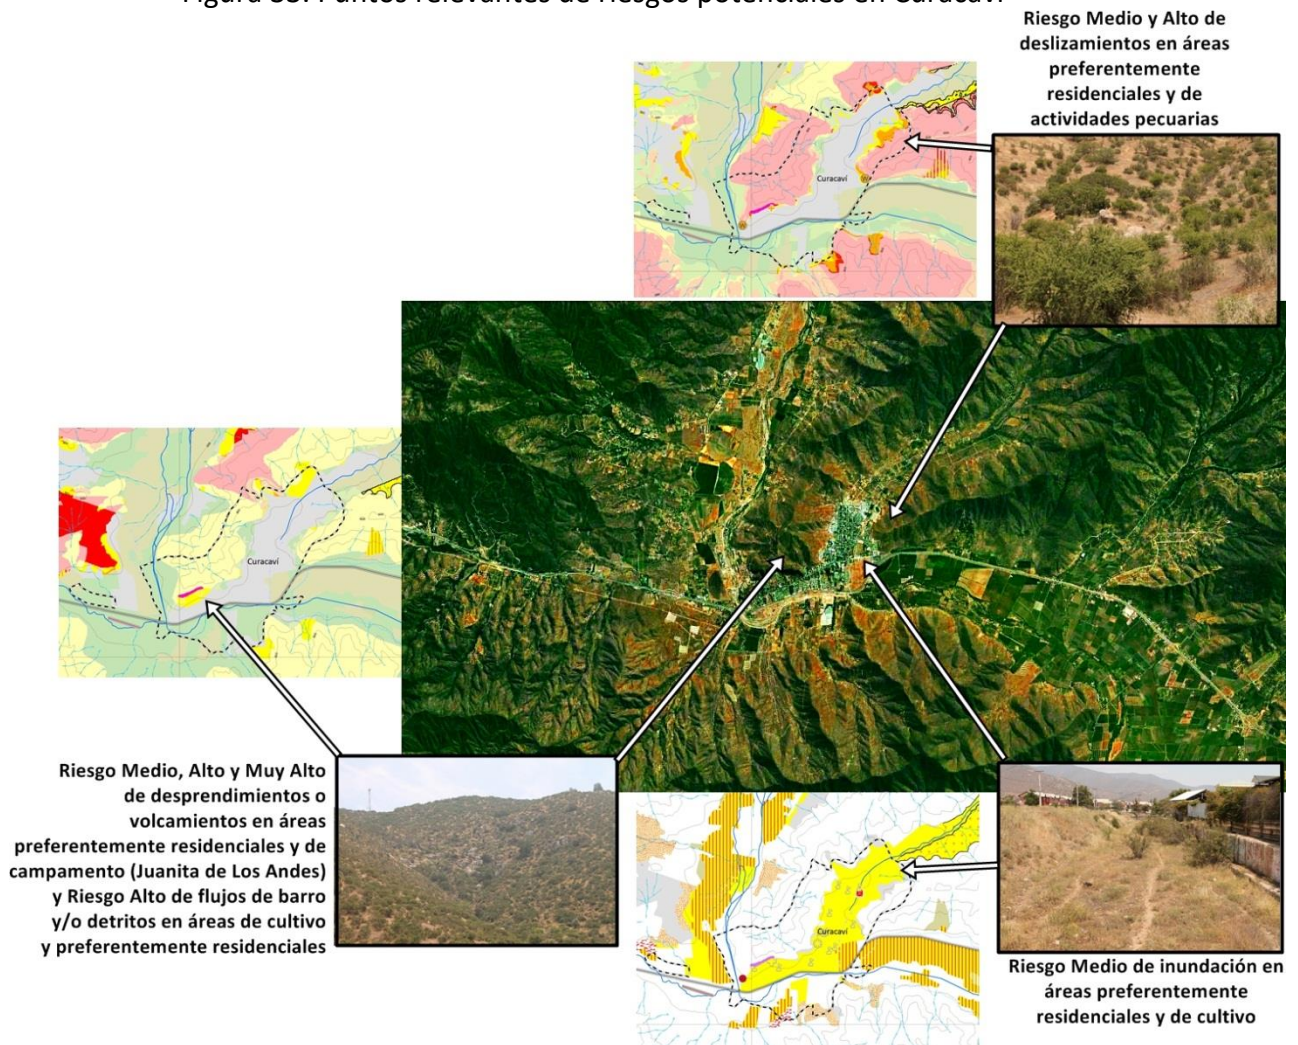 Riesgo Medio y Alto de
deslizamientos en áreas
preferentemente
residenciales y de
actividades pecuarias
Curacaví
Curacaví
Riesgo Medio, Alto y Muy Alto
de desprendimientos o
volcamientos en áreas
preferentemente residenciales y de
campamento (Juanita de Los Andes)
y Riesgo Alto de flujos de barro
y/o detritos en áreas de cultivo
y preferentemente residenciales
Curacaví
Riesgo Medio de inundación en
áreas preferentemente
residenciales y de cultivo